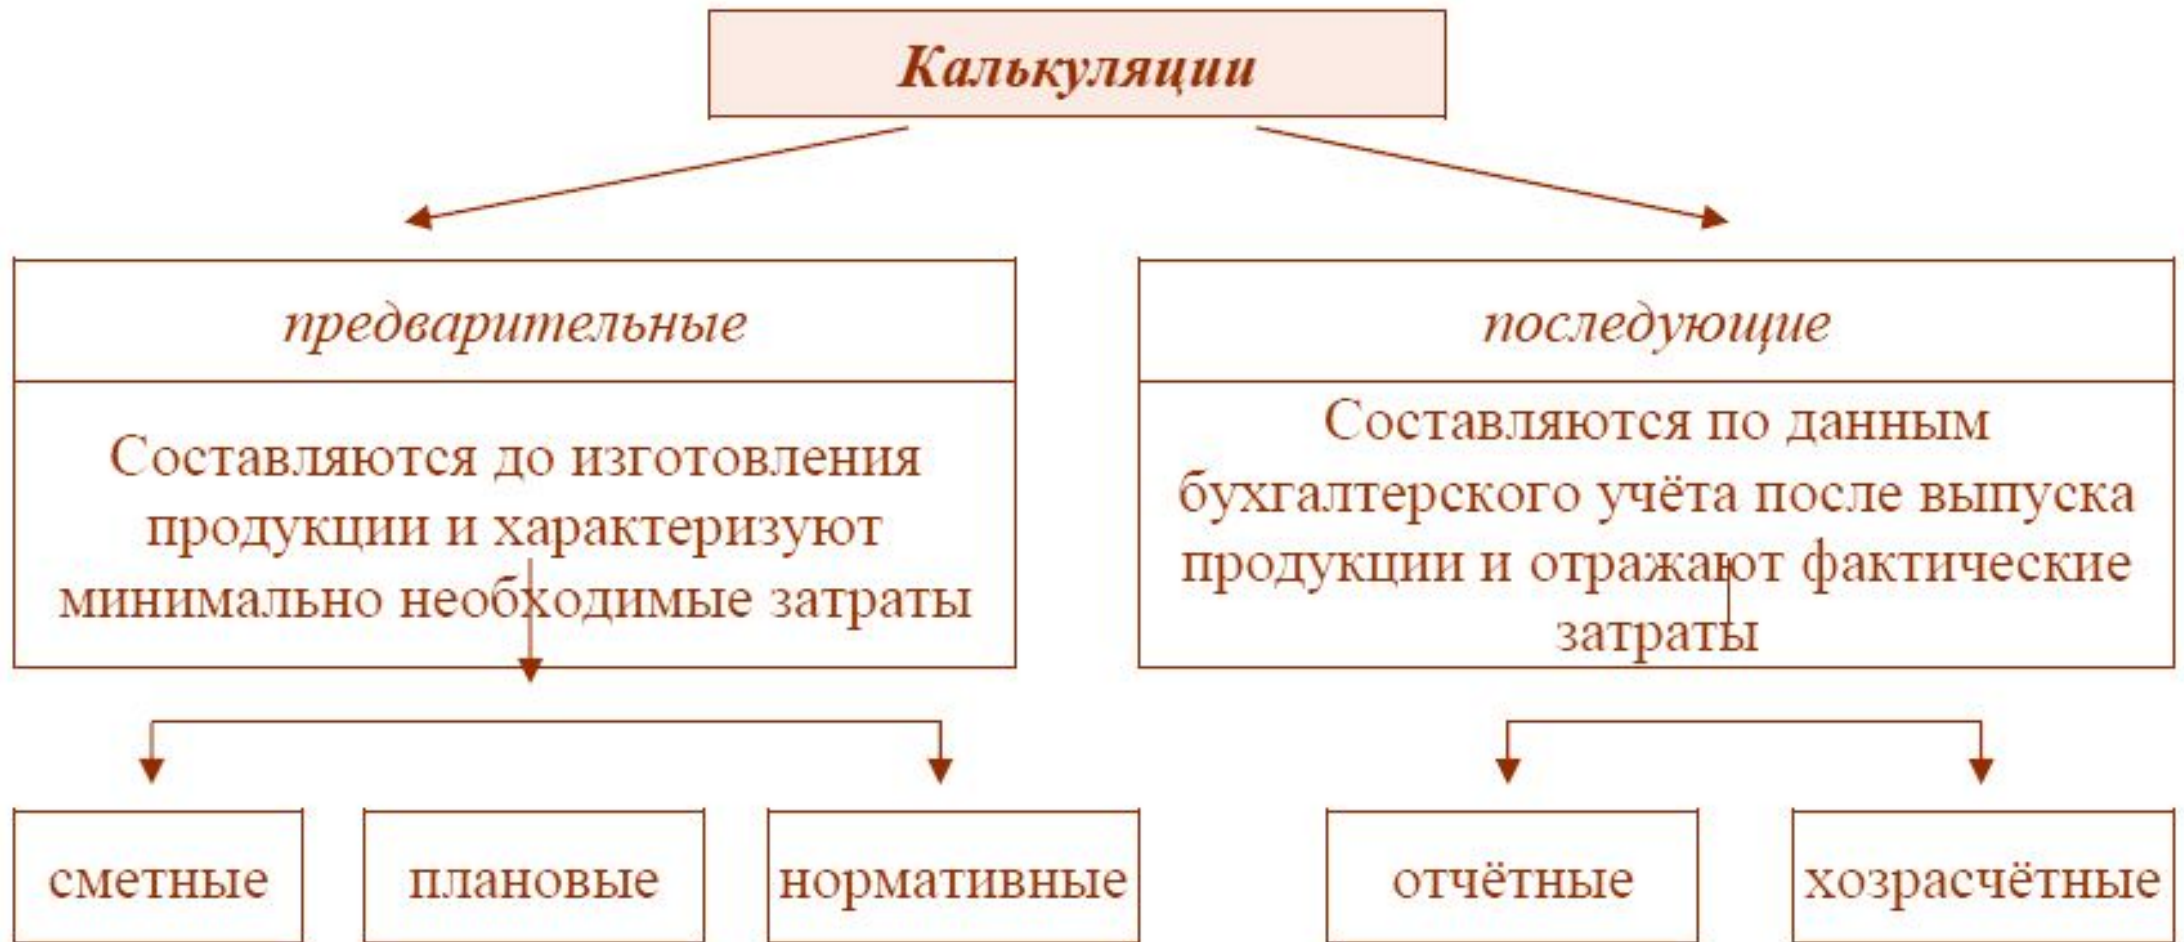 Калькуляции
предварительные
Составляются до изготовления
продукции и характеризуют
минимально необходимые затраты
последующие
Составляются по данным
бухгалтерского учёта после выпуска
продукции и отражают фактические
затраты
сметные
плановые
нормативные
отчётные
хозрасчётные